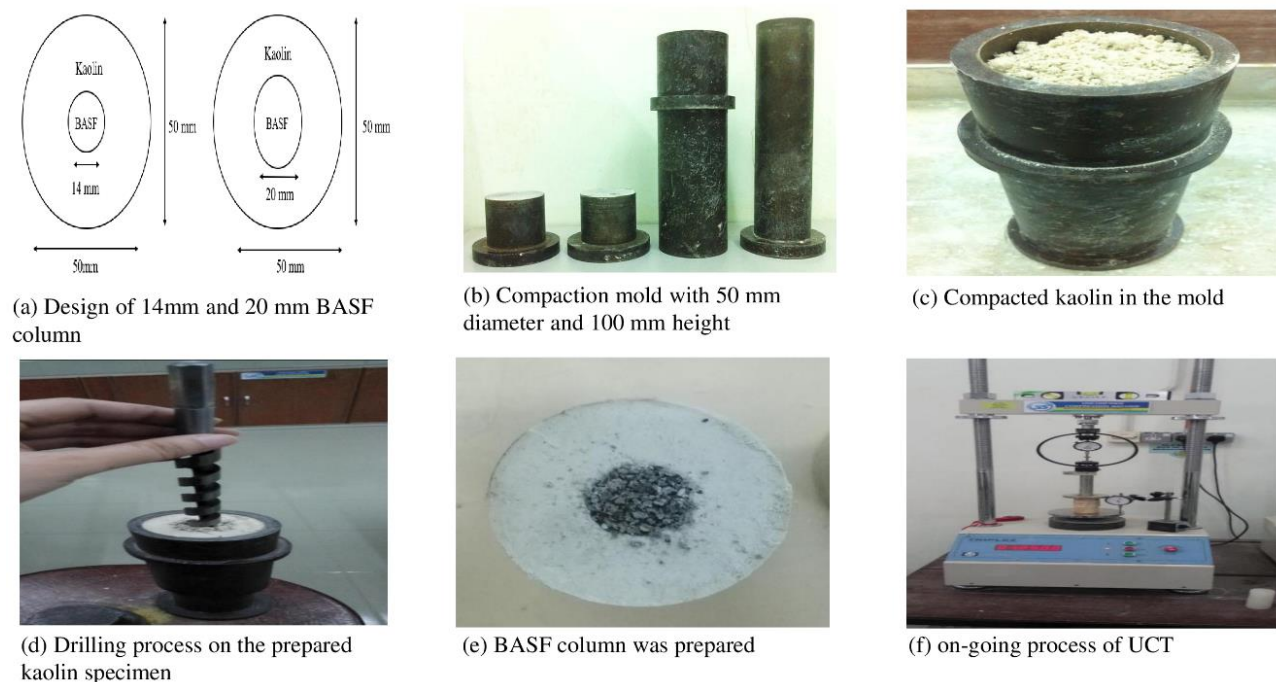 Kaolin
BASF
14 mm
50 mm
50m:n
Kaolin
BASF
20 mm
50 mm
50 mm
(a) Design of 14mm and 20 mm BASF
column
(b) Compaction mold with 50 mm
diameter and 100 mm height
(c) Compacted kaolin in the mold
(d) Drilling process on the prepared
kaolin specimen
(e) BASF column was prepared
(f) on-going process of UCT